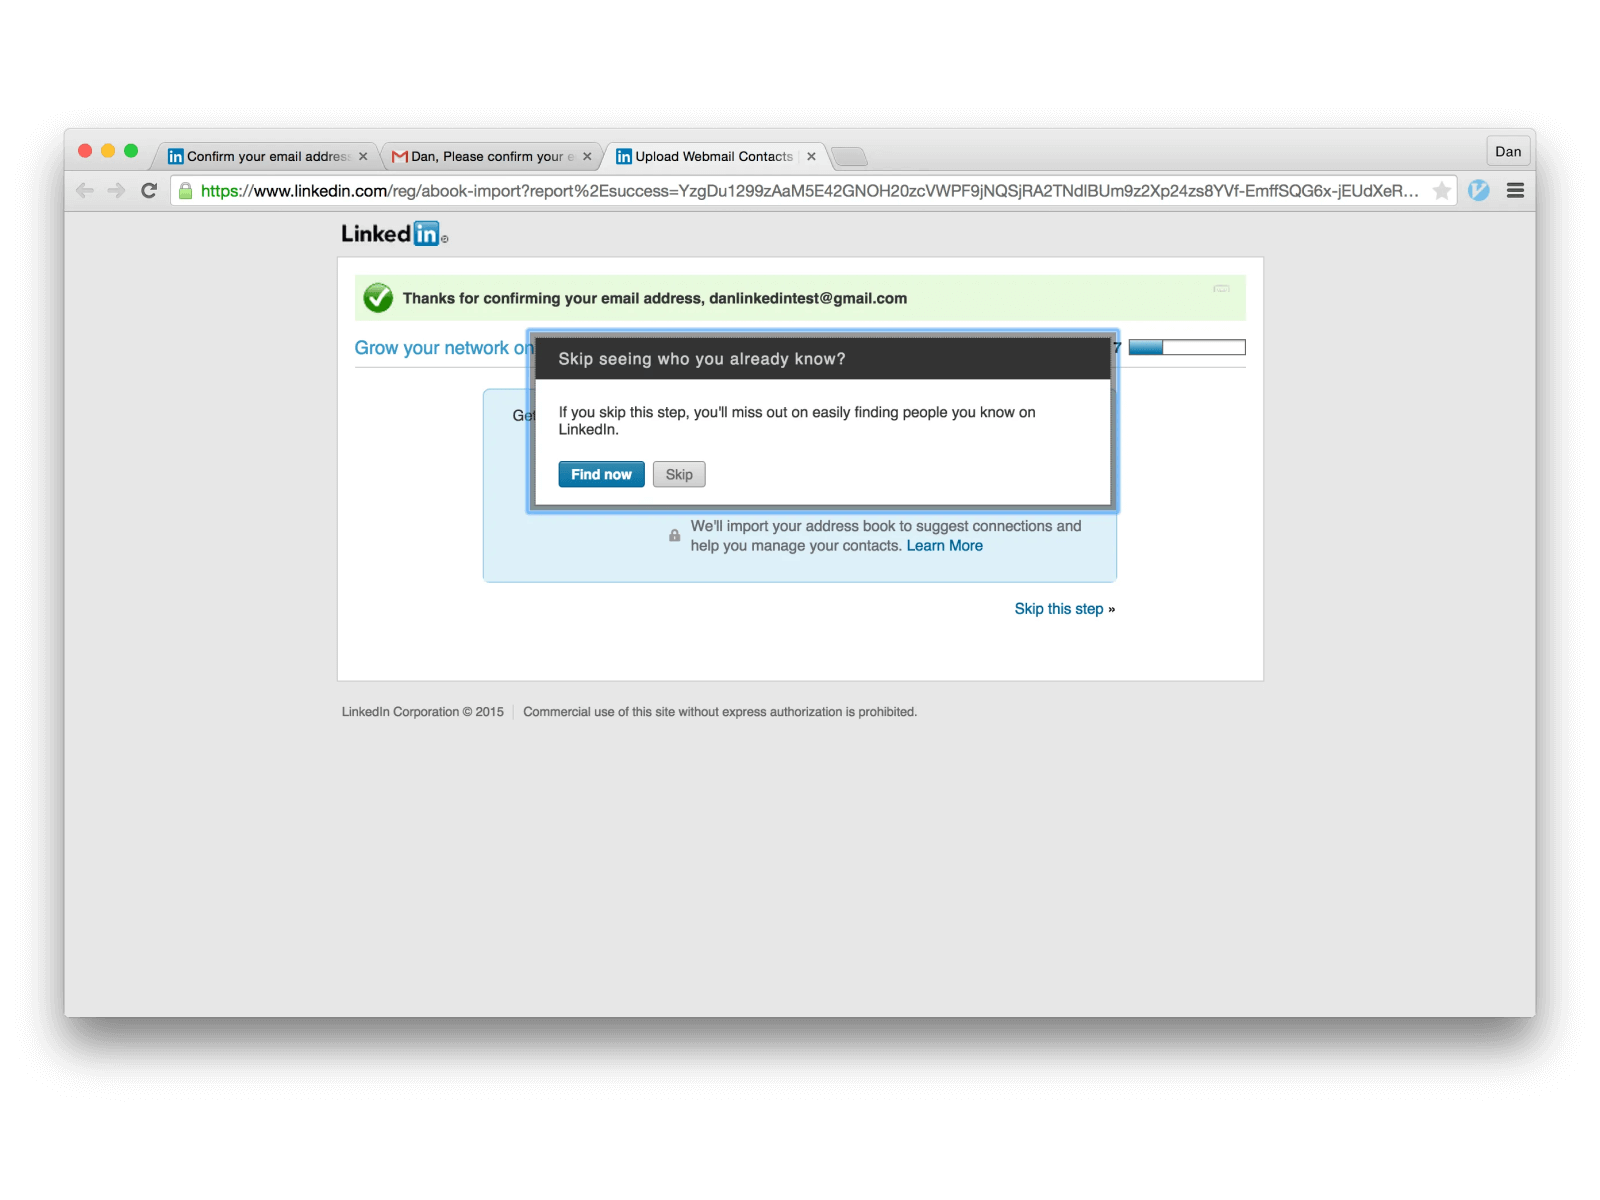 Confirm your email address
Dan, Please confirm your e
Upload Webmail Contacts
Dan
https://www.linkedin.com/reg/abook-import?report%2Esuccess=YzgDu1299zAaM5E42GNOH20zcVWPF9jNQSjRA2TNdlBUm9z2Xp24zs8YVf-EmffSQG6x-jEUdXeR...
Linked in
Thanks for confirming your email address, danlinkedintest@gmail.com
Grow your network on
7
Skip seeing who you already know?
Get
If you skip this step, you'll miss out on easily finding people you know on
LinkedIn.
Find now
Skip
We'll import your address book to suggest connections and
help you manage your contacts. Learn More
Skip this step »
LinkedIn Corporation © 2015
Commercial use of this site without express authorization is prohibited.